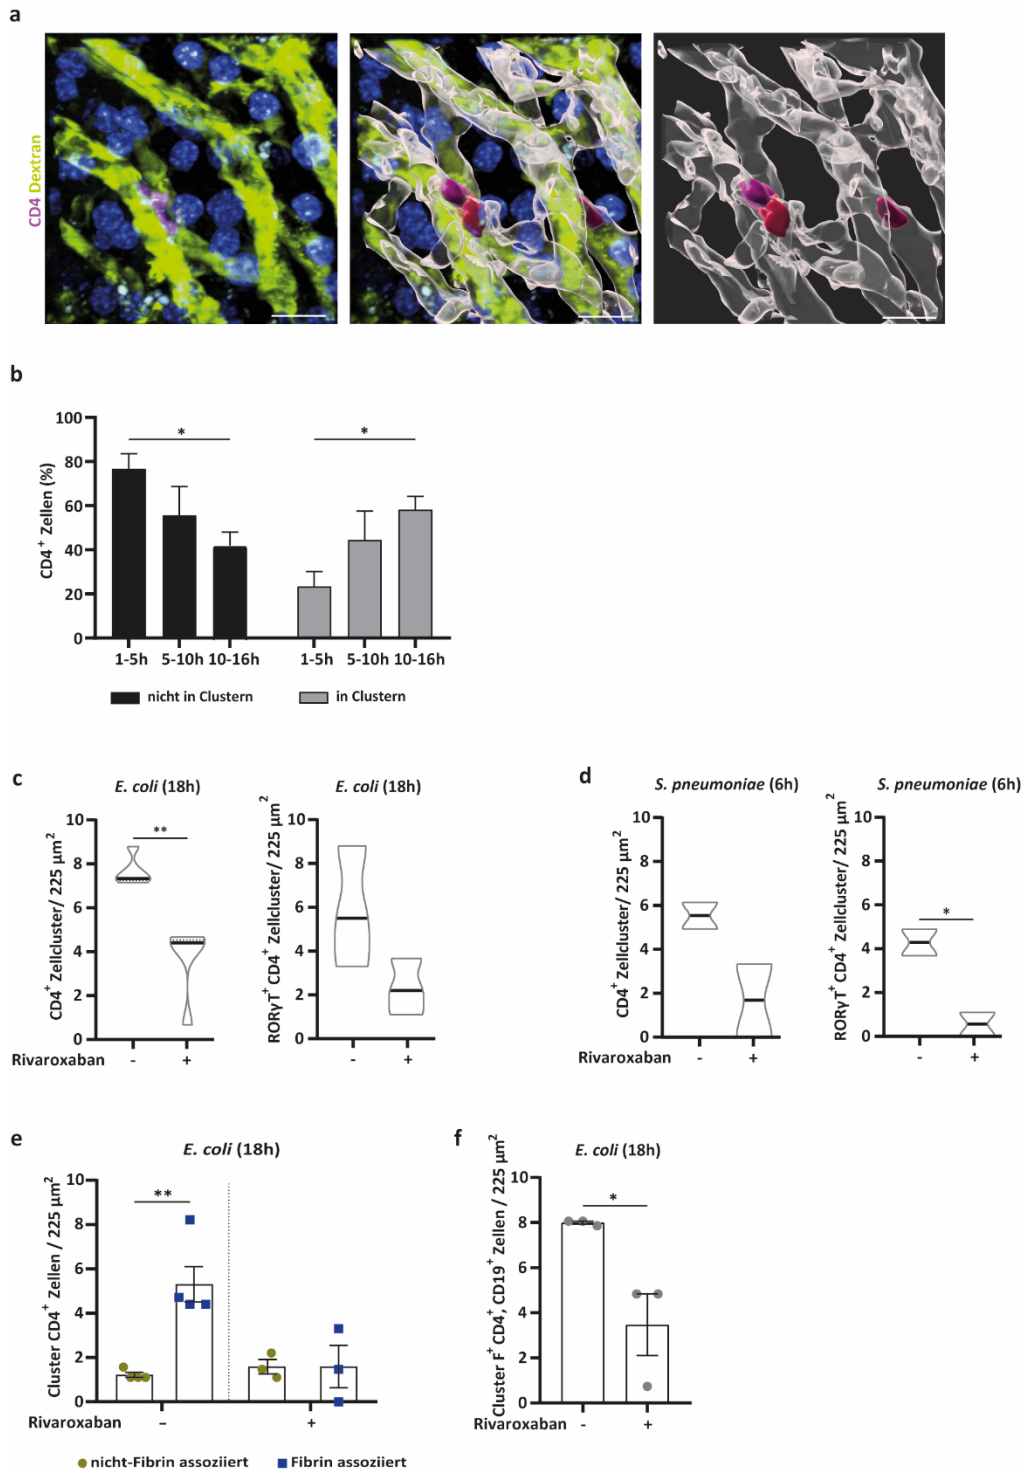 a
CD4 Dextran
b
CD4⁺ Zellen (%)
100
80
60
40
20
0
*
*
1-5h 5-10h 10-16h 1-5h 5-10h 10-16h
nicht in Clustern in Clustern
c
E. coli (18h)
CD4⁺ Zellcluster/ 225 µm²
10
8
6
4
2
0
**
Rivaroxaban - +
E. coli (18h)
RORγT⁺ CD4⁺ Zellcluster/ 225 µm²
10
8
6
4
2
0
- +
d
S. pneumoniae (6h)
CD4⁺ Zellcluster/ 225 µm²
10
8
6
4
2
0
Rivaroxaban - +
S. pneumoniae (6h)
RORγT⁺ CD4⁺ Zellcluster/ 225 µm²
10
8
6
4
2
0
*
- +
e
E. coli (18h)
Cluster CD4⁺ Zellen / 225 µm²
10
8
6
4
2
0
**
Rivaroxaban – +
nicht-Fibrin assoziiert Fibrin assoziiert
f
E. coli (18h)
Cluster F⁺ CD4⁺, CD19⁺ Zellen / 225 µm²
10
8
6
4
2
0
*
Rivaroxaban - +